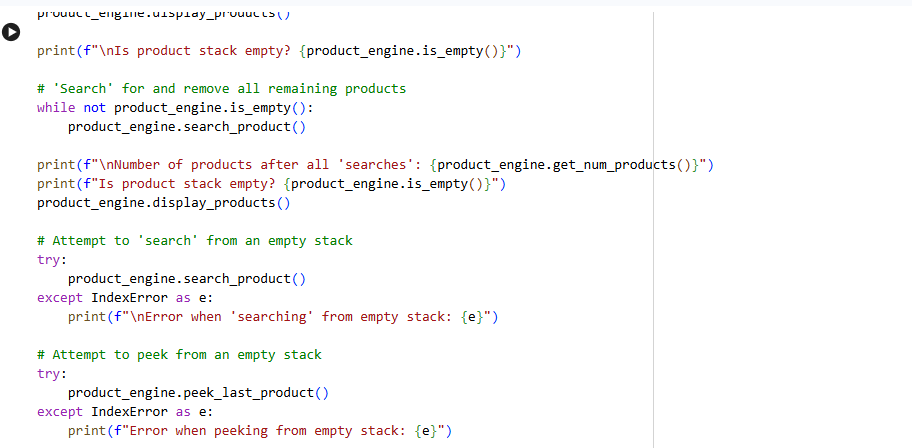 product_engine.display_products()
print(f"\nIs product stack empty? {product_engine.is_empty()}")
# 'Search' for and remove all remaining products
while not product_engine.is_empty():
    product_engine.search_product()
print(f"\nNumber of products after all 'searches': {product_engine.get_num_products()}")
print(f"Is product stack empty? {product_engine.is_empty()}")
product_engine.display_products()
# Attempt to 'search' from an empty stack
try:
    product_engine.search_product()
except IndexError as e:
    print(f"\nError when 'searching' from empty stack: {e}")
# Attempt to peek from an empty stack
try:
    product_engine.peek_last_product()
except IndexError as e:
    print(f"Error when peeking from empty stack: {e}")